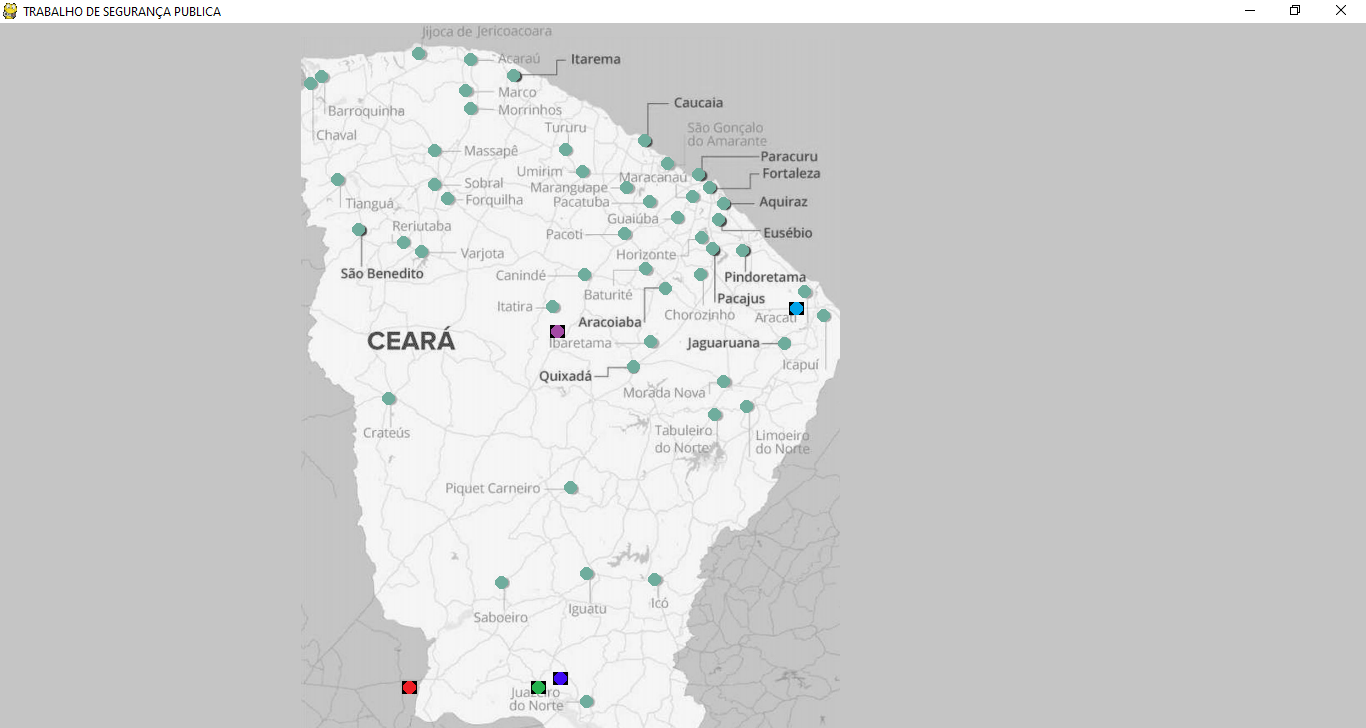 TRABALHO DE SEGURANÇA PUBLICA
Jijoca de Jericoacoara
Acaraú
Itarema
Marco
Morrinhos
Barroquinha
Chaval
Caucaia
São Gonçalo
do Amarante
Tururu
Massapê
Paracuru
Umirim
Maracanaú
Fortaleza
Sobral
Maranguape
Forquilha
Pacatuba
Aquiraz
Tianguá
Guaiúba
Reriutaba
Pacoti
Eusébio
Varjota
Horizonte
São Benedito
Canindé
Pindoretama
Baturité
Pacajus
Itatira
Chorozinho
Aracati
Aracoiaba
CEARÁ
Ibaretama
Jaguaruana
Icapuí
Quixadá
Morada Nova
Crateús
Tabuleiro
do Norte
Limoeiro
do Norte
Piquet Carneiro
Saboeiro
Iguatu
Icó
Juazeiro
do Norte